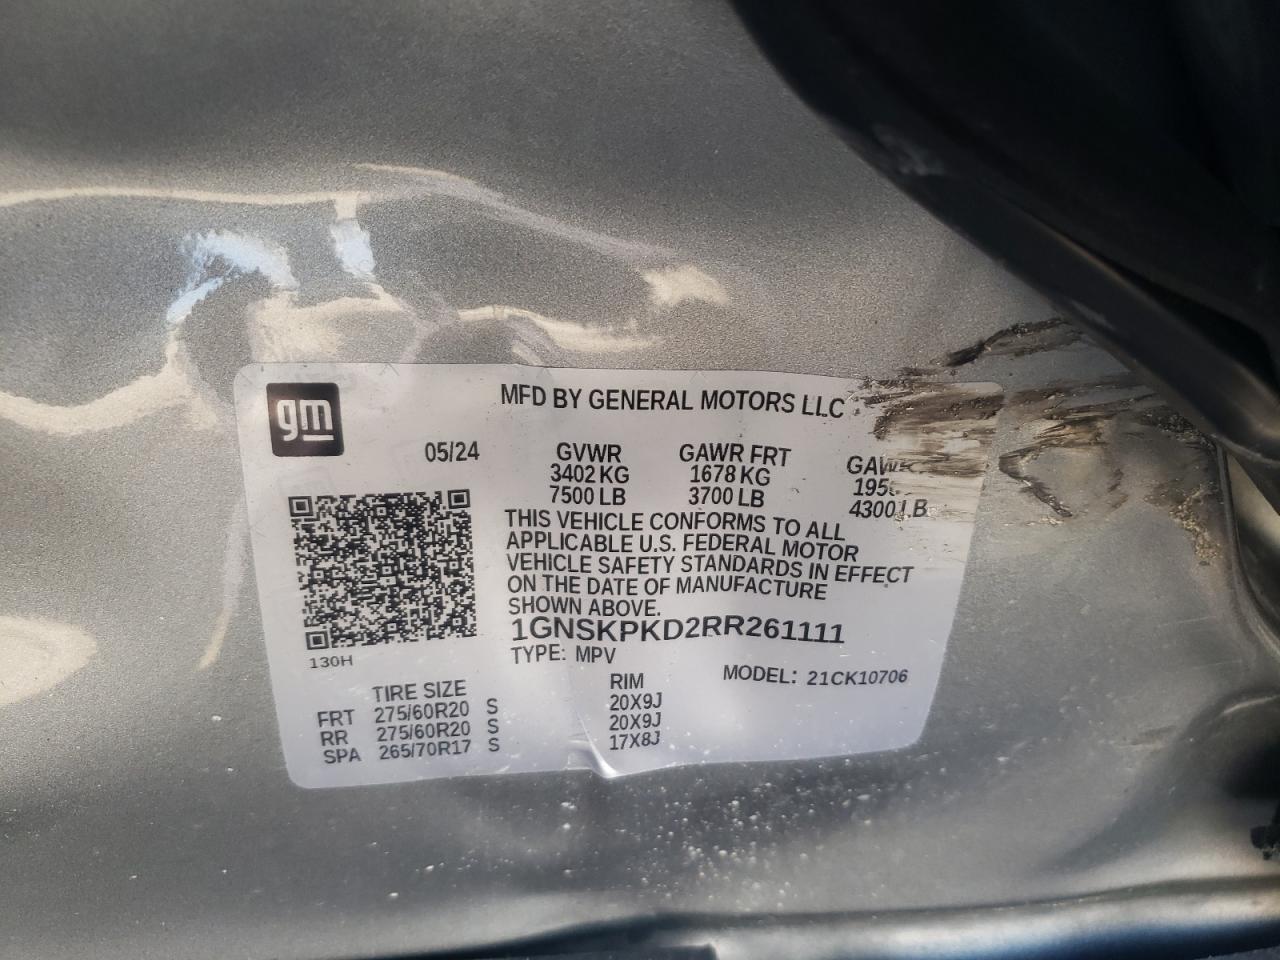 gm
MFD BY GENERAL MOTORS LLC
05/24 GVWR GAWR FRT
3402 KG 1678 KG
7500 LB 3700 LB 4300 LB
THIS VEHICLE CONFORMS TO ALL
APPLICABLE U.S. FEDERAL MOTOR
VEHICLE SAFETY STANDARDS IN EFFECT
ON THE DATE OF MANUFACTURE
SHOWN ABOVE.
1GNSKPKD2RR261111
130H
TYPE: MPV MODEL: 21CK10706
TIRE SIZE RIM
FRT 275/60R20 S 20X9J
RR 275/60R20 S 20X9J
SPA 265/70R17 S 17X8J